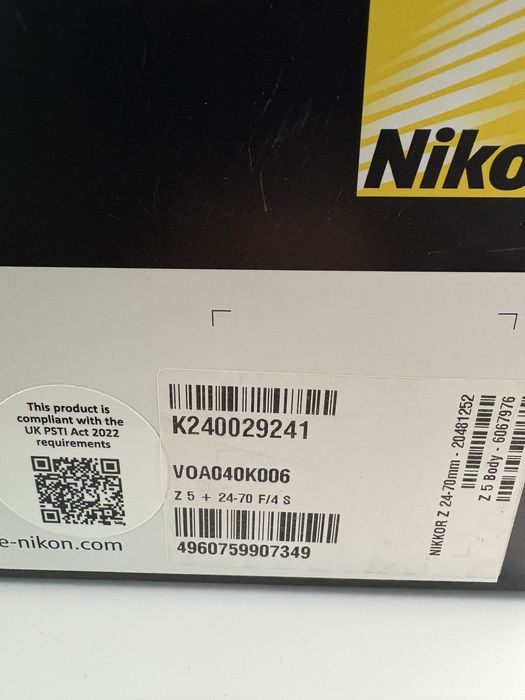 Niko
This product is
compliant with the
UK PSTI Act 2022
requirements
e-nikon.com
K240029241
VOA040K006
Z 5 + 24-70 F/4 S
4960759907349
NIKKOR Z 24-70mm - 20481252
Z 5 Body - 6067976